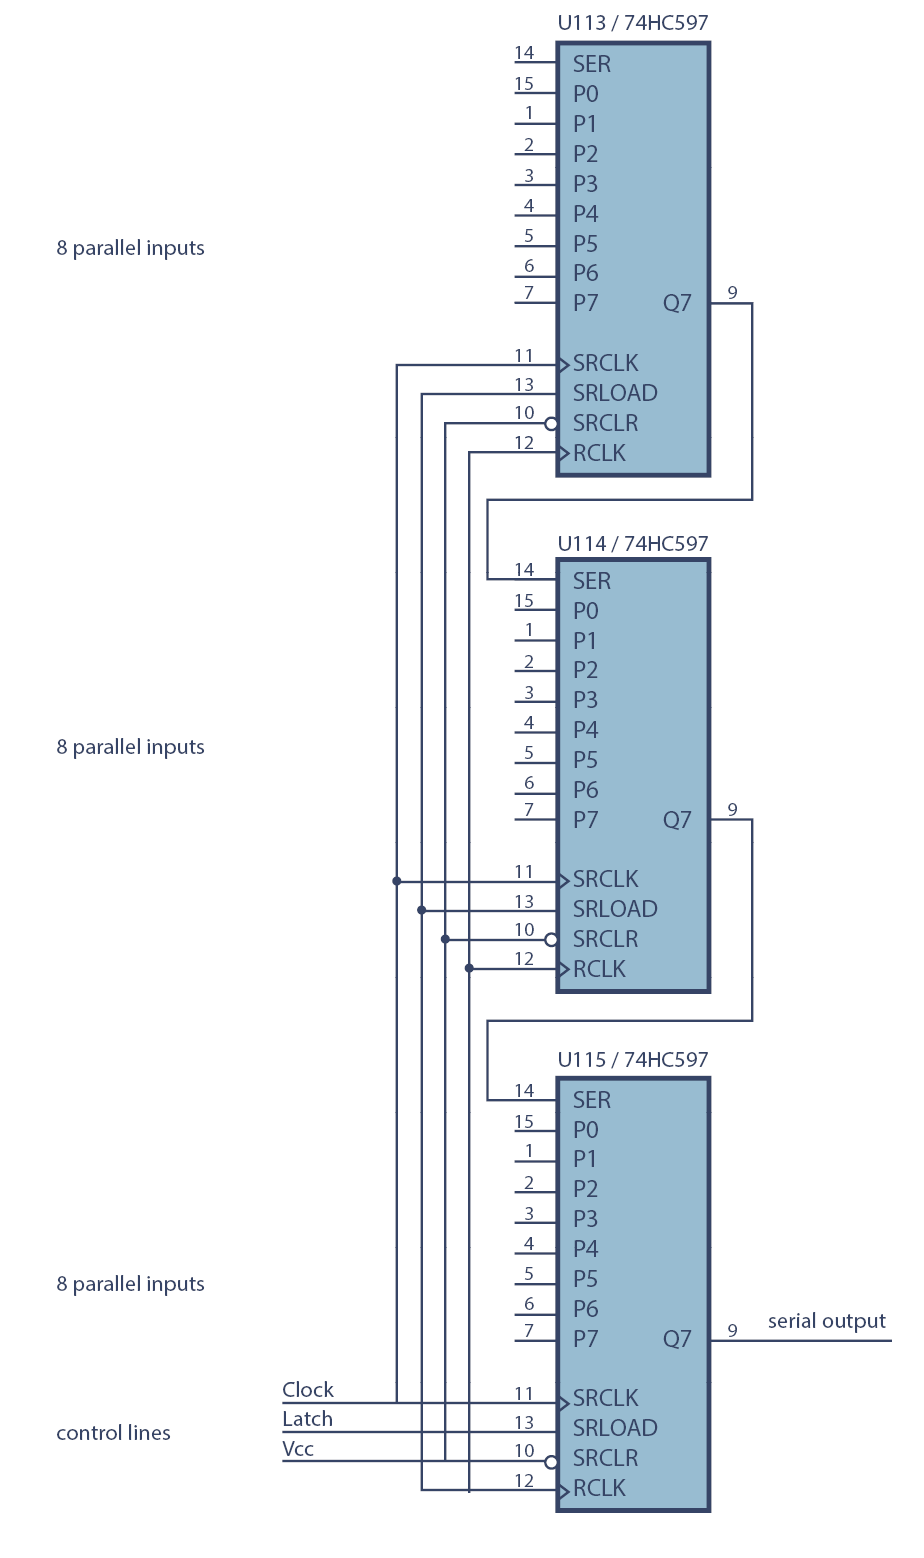 U113 / 74HC597
14 SER
15 P0
1 P1
2 P2
3 P3
4 P4
8 parallel inputs
5 P5
6 P6
7 P7 Q7 9
11 SRCLK
13 SRLOAD
10 SRCLR
12 RCLK
U114 / 74HC597
14 SER
15 P0
1 P1
2 P2
3 P3
4 P4
8 parallel inputs
5 P5
6 P6
7 P7 Q7 9
11 SRCLK
13 SRLOAD
10 SRCLR
12 RCLK
U115 / 74HC597
14 SER
15 P0
1 P1
2 P2
3 P3
4 P4
8 parallel inputs
5 P5
6 P6
7 P7 Q7 9 serial output
Clock 11 SRCLK
Latch 13 SRLOAD
control lines
Vcc 10 SRCLR
12 RCLK